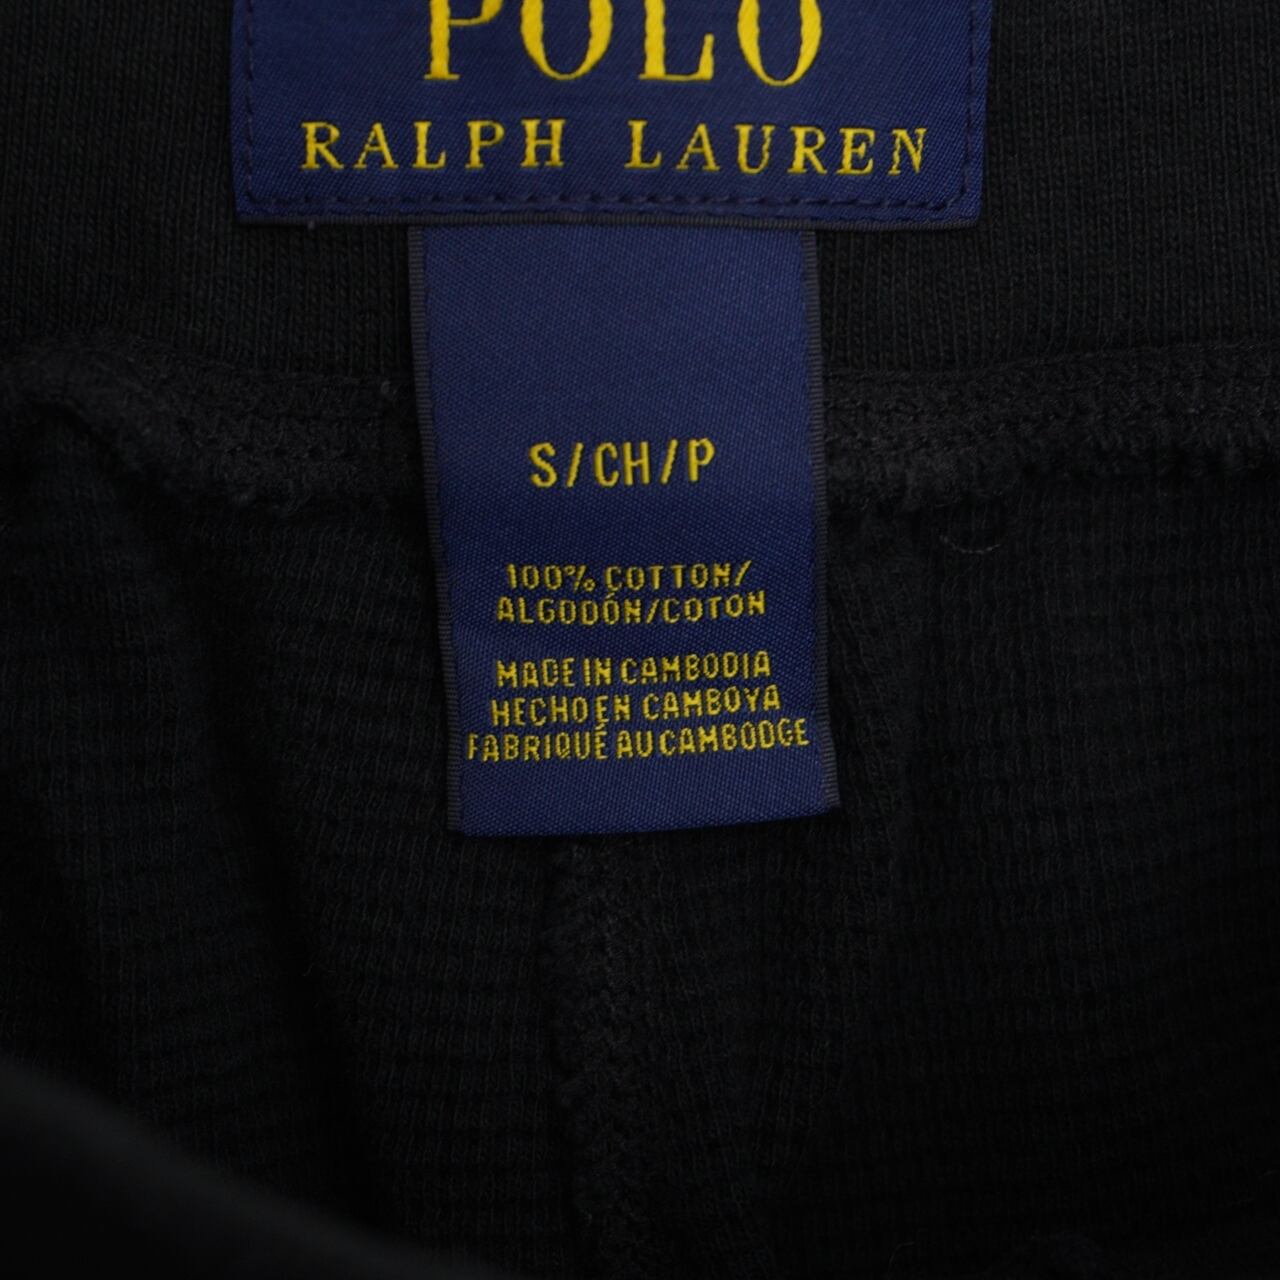 POLO
RALPH LAUREN
S/CH/P
100% COTTON/
ALGODÓN/COTON
MADE IN CAMBODIA
HECHO EN CAMBOYA
FABRIQUÉ AU CAMBODGE